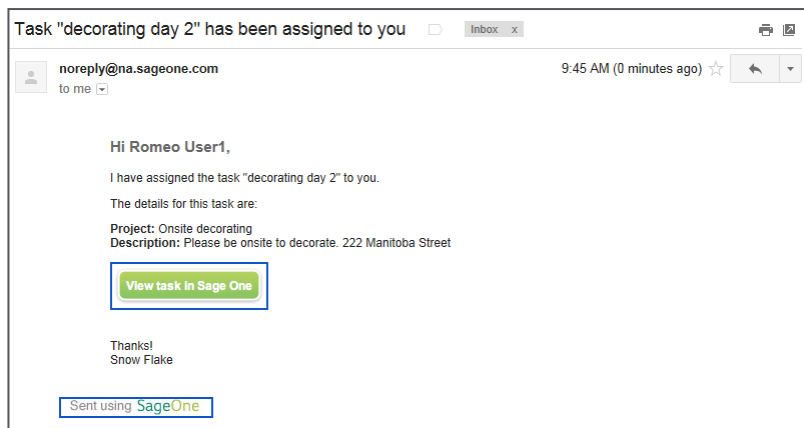 Task "decorating day 2" has been assigned to you Inbox x
noreply@na.sageone.com 9:45 AM (0 minutes ago)
to me
Hi Romeo User1,
I have assigned the task "decorating day 2" to you.
The details for this task are:
Project: Onsite decorating
Description: Please be onsite to decorate. 222 Manitoba Street
View task in Sage One
Thanks!
Snow Flake
Sent using SageOne